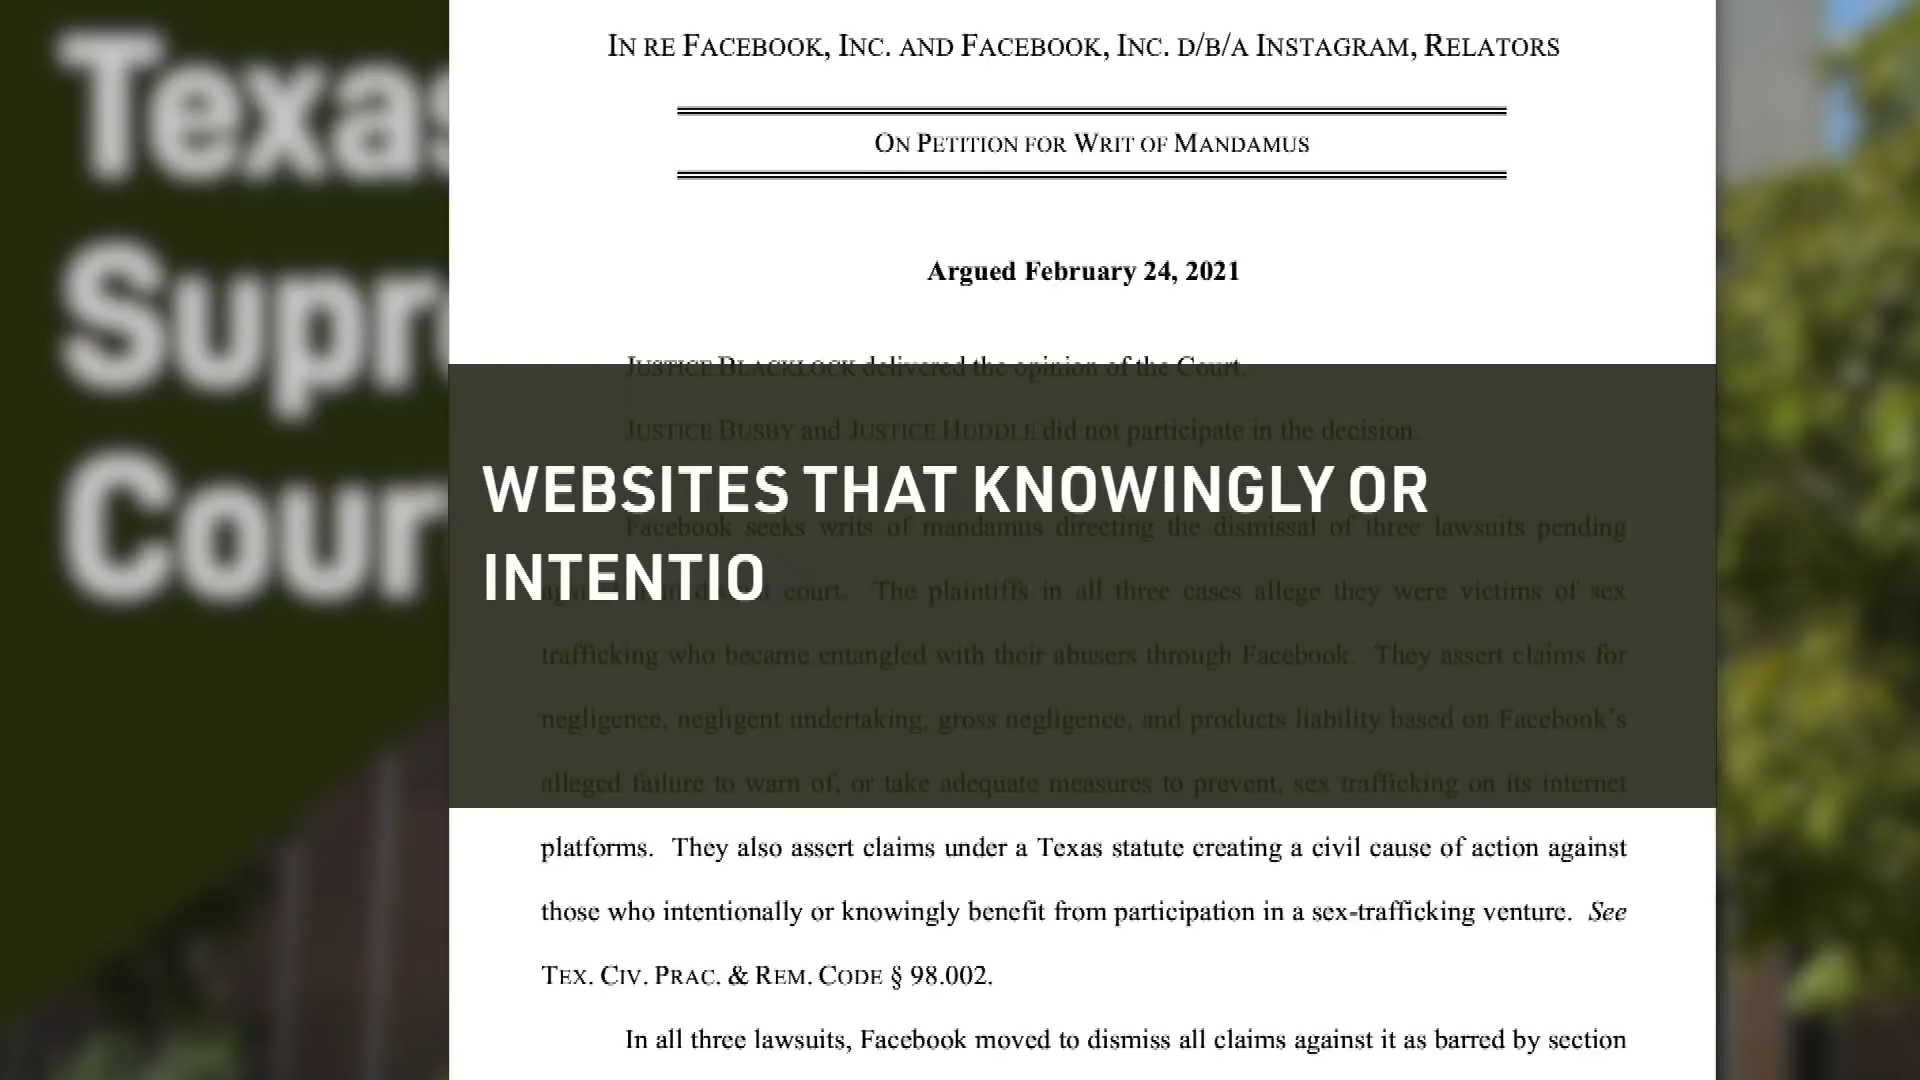 Texas
Supr
Cour
IN RE FACEBOOK, INC. AND FACEBOOK, INC. D/B/A INSTAGRAM, RELATORS
ON PETITION FOR WRIT OF MANDAMUS
Argued February 24, 2021
JUSTICE BLACKLOCK delivered the opinion of the Court.
JUSTICE BUSBY and JUSTICE HUDDLE did not participate in the decision.
WEBSITES THAT KNOWINGLY OR
Facebook seeks writs of mandamus directing the dismissal of three lawsuits pending
INTENTIO
court. The plaintiffs in all three cases allege they were victims of sex
trafficking who became entangled with their abusers through Facebook. They assert claims for
negligence, negligent undertaking, gross negligence, and products liability based on Facebook's
alleged failure to warn of, or take adequate measures to prevent, sex trafficking on its internet
platforms. They also assert claims under a Texas statute creating a civil cause of action against
those who intentionally or knowingly benefit from participation in a sex-trafficking venture. See
TEX. CIV. PRAC. & REM. CODE § 98.002.
In all three lawsuits, Facebook moved to dismiss all claims against it as barred by section